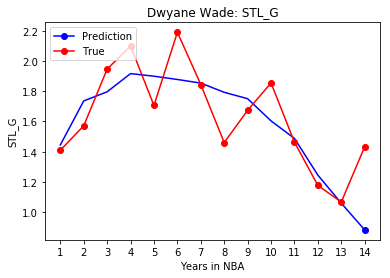 Dwyane Wade: STL_G
Prediction
True
2.2
2.0
1.8
1.6
1.4
1.2
1.0
STL_G
1 2 3 4 5 6 7 8 9 10 11 12 13 14
Years in NBA